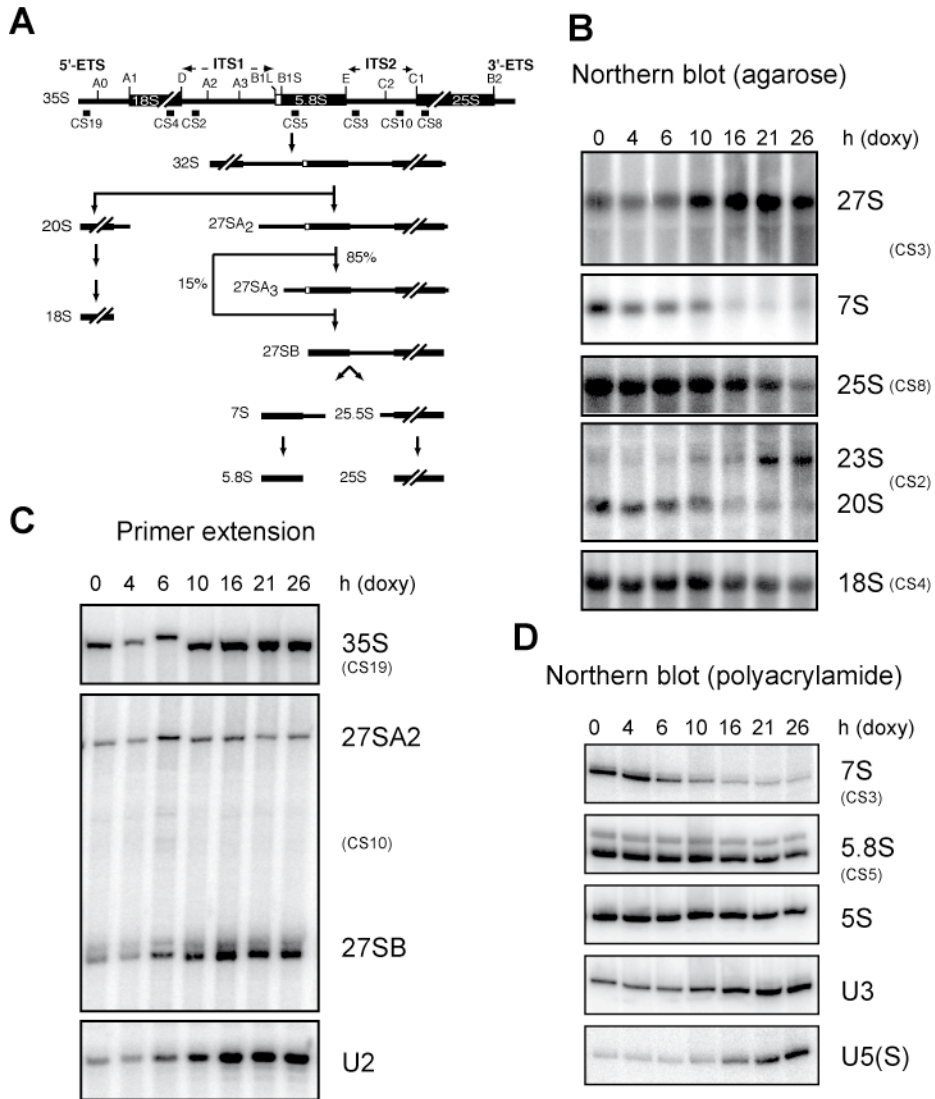 A
5'-ETS ITS1 ITS2 3'-ETS
A0 A1 D A2 A3 B1L B1S E C2 C1 B2
35S 18S 5.8S 25S
CS19 CS4 CS2 CS5 CS3 CS10 CS8
32S
20S 27SA2
85%
15%
27SA3
18S
27SB
7S 25.5S
5.8S 25S
B
Northern blot (agarose)
0 4 6 10 16 21 26 h (doxy)
27S
(CS3)
7S
25S (CS8)
23S
(CS2)
20S
18S (CS4)
C
Primer extension
0 4 6 10 16 21 26 h (doxy)
35S
(CS19)
27SA2
(CS10)
27SB
U2
D
Northern blot (polyacrylamide)
0 4 6 10 16 21 26 h (doxy)
7S
(CS3)
5.8S
(CS5)
5S
U3
U5(S)